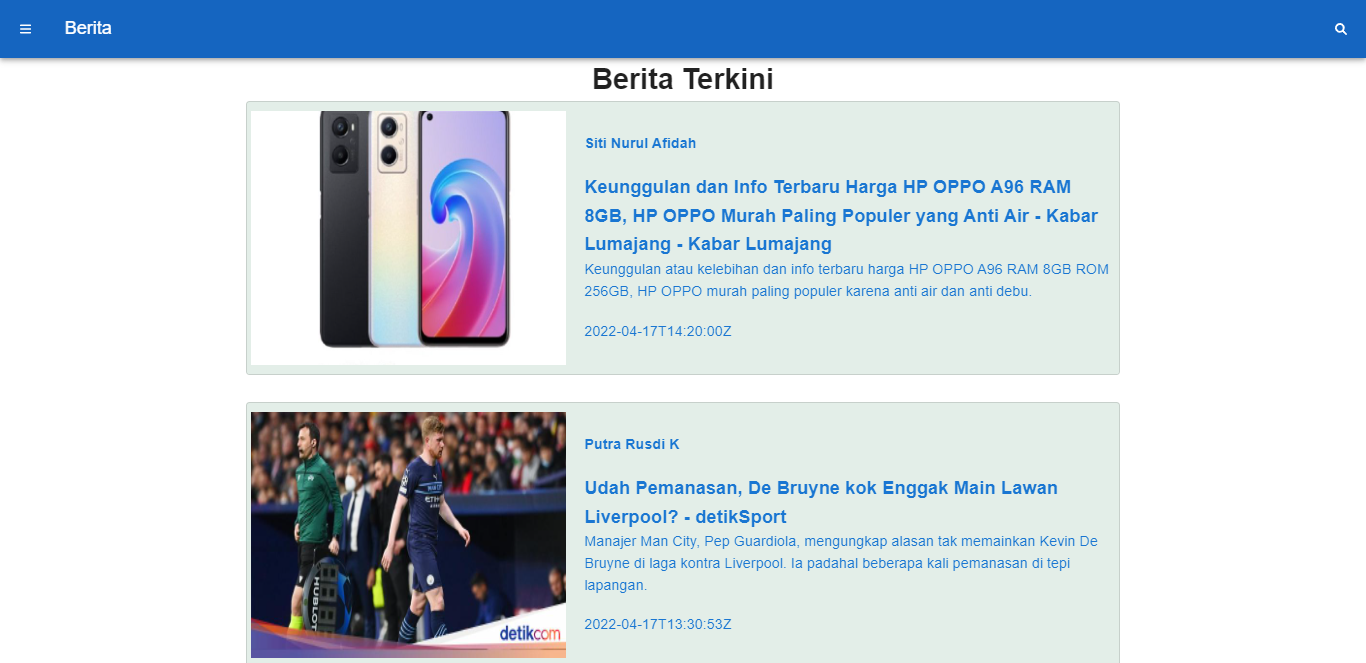 Berita
Berita Terkini
Siti Nurul Afidah
Keunggulan dan Info Terbaru Harga HP OPPO A96 RAM
8GB, HP OPPO Murah Paling Populer yang Anti Air - Kabar
Lumajang - Kabar Lumajang
Keunggulan atau kelebihan dan info terbaru harga HP OPPO A96 RAM 8GB ROM
256GB, HP OPPO murah paling populer karena anti air dan anti debu.
2022-04-17T14:20:00Z
Putra Rusdi K
Udah Pemanasan, De Bruyne kok Enggak Main Lawan
Liverpool? - detikSport
Manajer Man City, Pep Guardiola, mengungkap alasan tak memainkan Kevin De
Bruyne di laga kontra Liverpool. Ia padahal beberapa kali pemanasan di tepi
lapangan.
2022-04-17T13:30:53Z
HUBLOT
detikcom